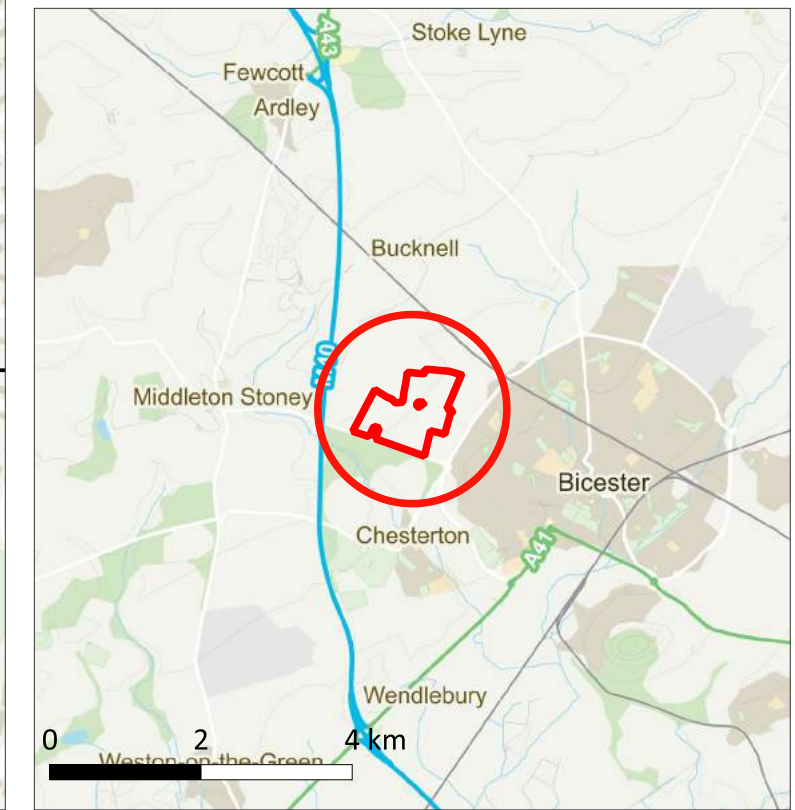 A43
Stoke Lyne
Fewcott
Ardley
Bucknell
M40
Middleton Stoney
Bicester
Chesterton
A41
Wendlebury
0 2 4 km
Weston-on-the-Green